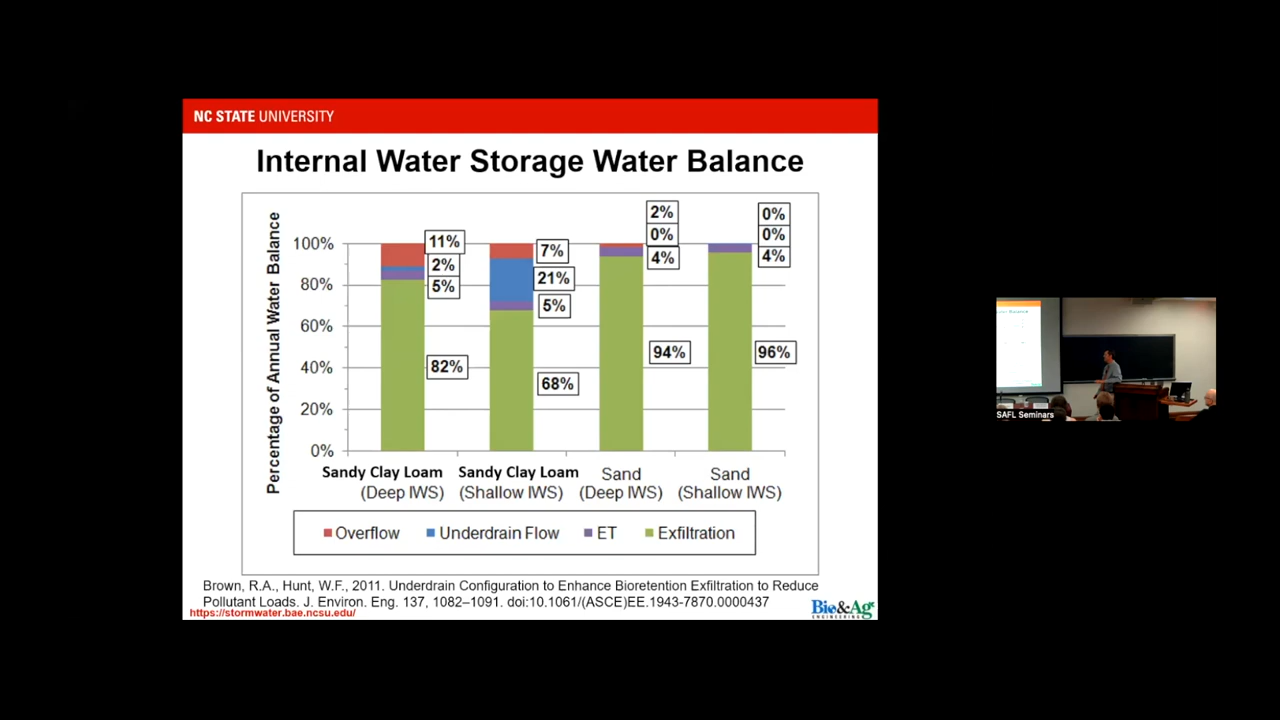 NC STATE UNIVERSITY
Internal Water Storage Water Balance
Percentage of Annual Water Balance
100%
80%
60%
40%
20%
0%
11%
2%
5%
82%
7%
21%
5%
68%
2%
0%
4%
94%
0%
0%
4%
96%
Sandy Clay Loam
(Deep IWS)
Sandy Clay Loam
(Shallow IWS)
Sand
(Deep IWS)
Sand
(Shallow IWS)
Overflow Underdrain Flow ET Exfiltration
Brown, R.A., Hunt, W.F., 2011. Underdrain Configuration to Enhance Bioretention Exfiltration to Reduce
Pollutant Loads. J. Environ. Eng. 137, 1082–1091. doi:10.1061/(ASCE)EE.1943-7870.0000437
https://stormwater.bae.ncsu.edu/
Bio&Ag
ENGINEERING
SAFL Seminars